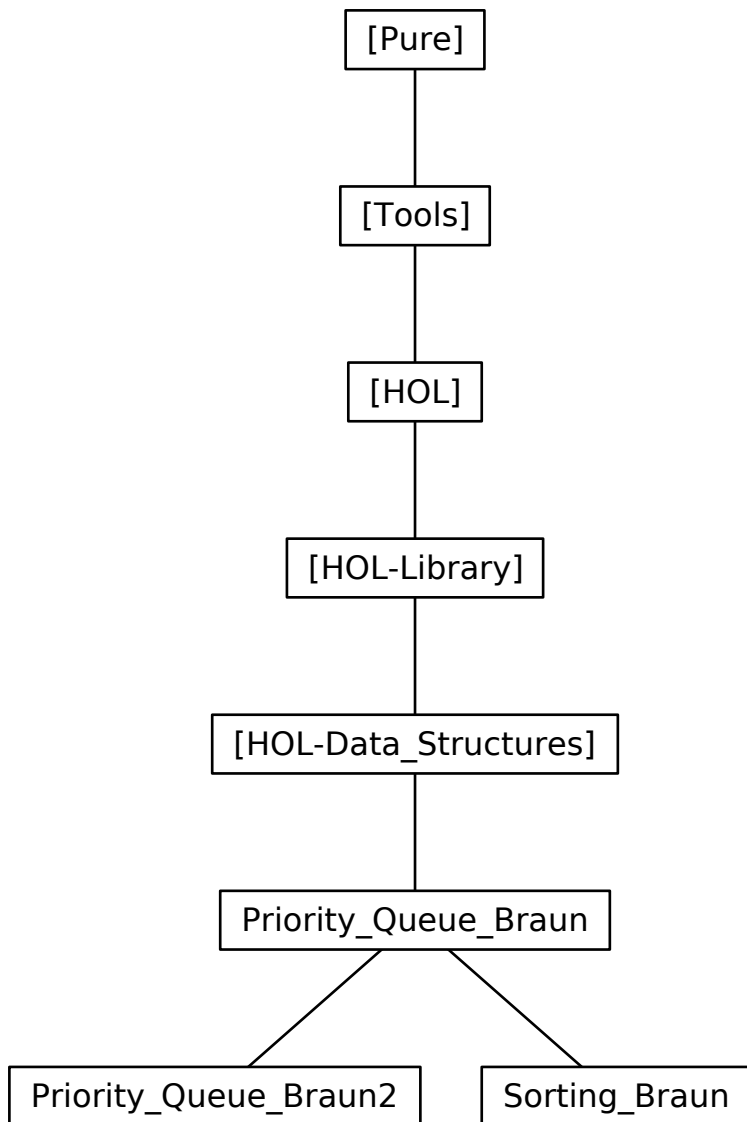 [Pure]
[Tools]
[HOL]
[HOL-Library]
[HOL-Data_Structures]
Priority_Queue_Braun
Priority_Queue_Braun2
Sorting_Braun